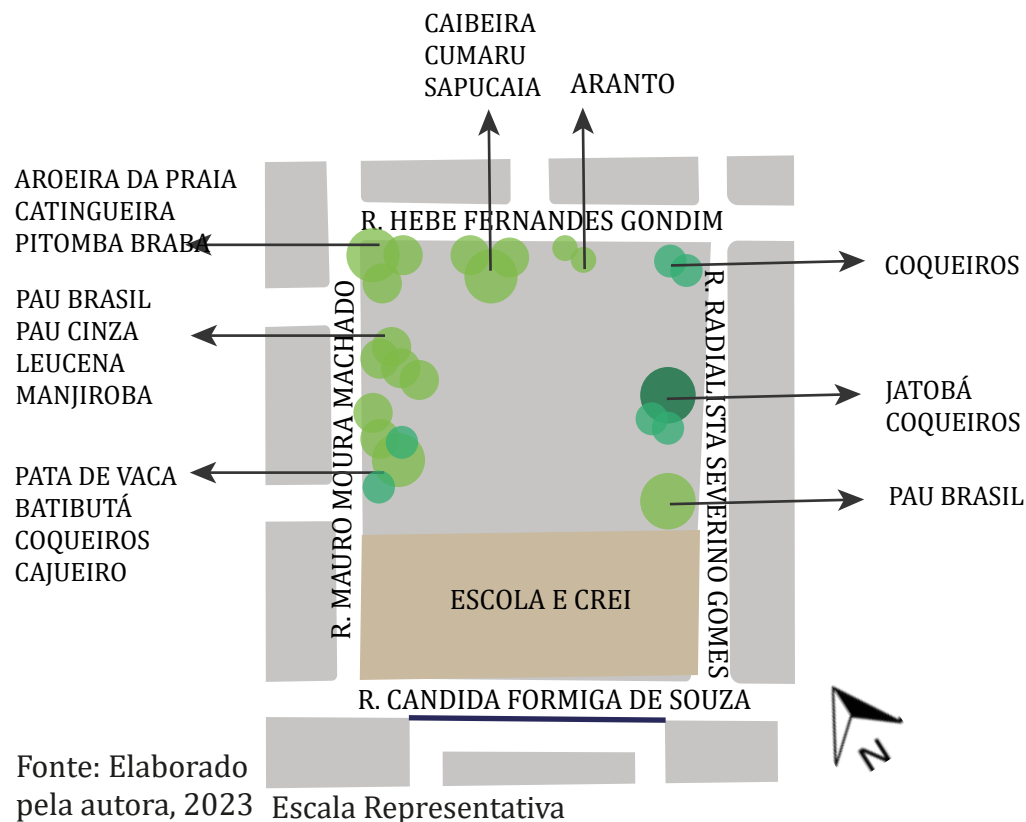 CAIBEIRA
CUMARU
SAPUCAIA
ARANTO
AROEIRA DA PRAIA
CATINGUEIRA
PITOMBA BRABA
R. HEBE FERNANDES GONDIM
COQUEIROS
PAU BRASIL
PAU CINZA
LEUCENA
MANJIROBA
R. MAURO MOURA MACHADO
R. RADIALISTA SEVERINO GOMES
JATOBÁ
COQUEIROS
PATA DE VACA
BATIBUTÁ
COQUEIROS
CAJUEIRO
PAU BRASIL
ESCOLA E CREI
R. CANDIDA FORMIGA DE SOUZA
N
Fonte: Elaborado
pela autora, 2023
Escala Representativa